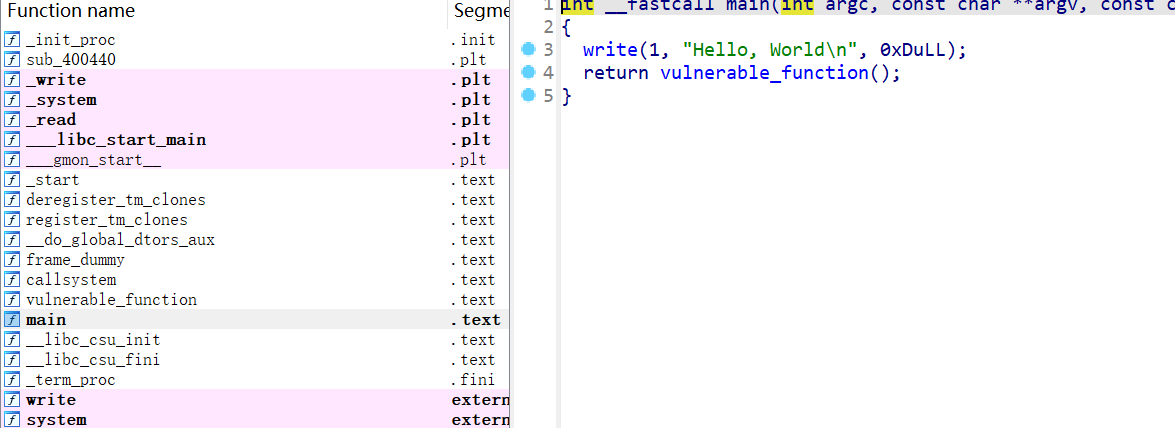 Function name Segme
f _init_proc .init
f sub_400440 .plt
f _write .plt
f _system .plt
f _read .plt
f ___libc_start_main .plt
f ___gmon_start__ .plt
f _start .text
f deregister_tm_clones .text
f register_tm_clones .text
f __do_global_dtors_aux .text
f frame_dummy .text
f callsystem .text
f vulnerable_function .text
f main .text
f __libc_csu_init .text
f __libc_csu_fini .text
f _term_proc .fini
f write extern
f system extern
1 int __fastcall main(int argc, const char **argv, const c
2 {
3 write(1, "Hello, World\n", 0xDuLL);
4 return vulnerable_function();
5 }